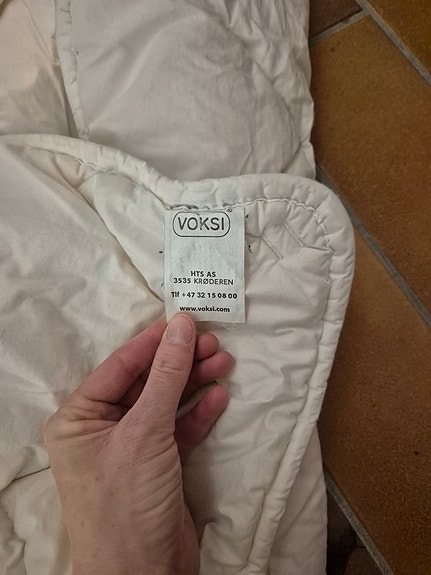 VOKSI®
HTS AS
3535 KRØDEREN
Tlf +47 32 15 08 00
www.voksi.com